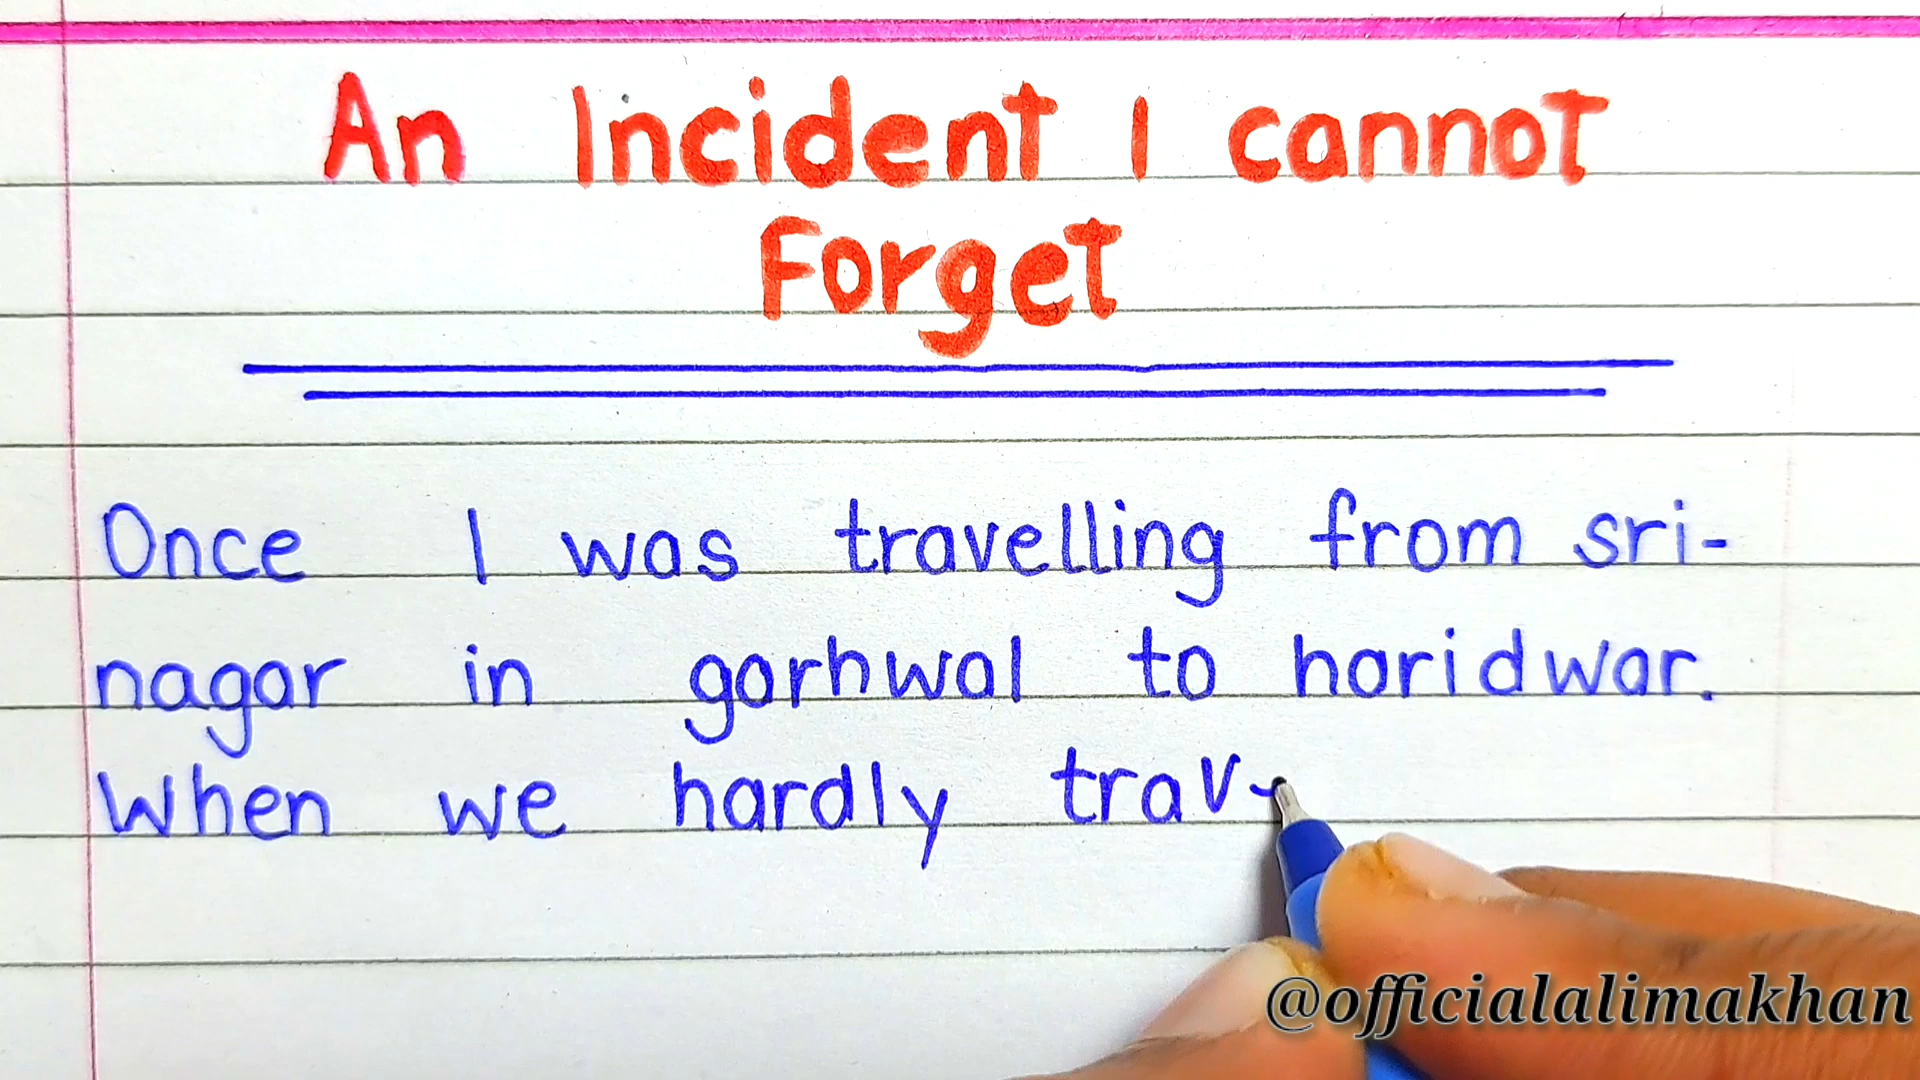 An Incident I cannot
Forget
Once I was travelling from sri-
nagar in garhwal to haridwar.
When we hardly trav
@officialalimakhan